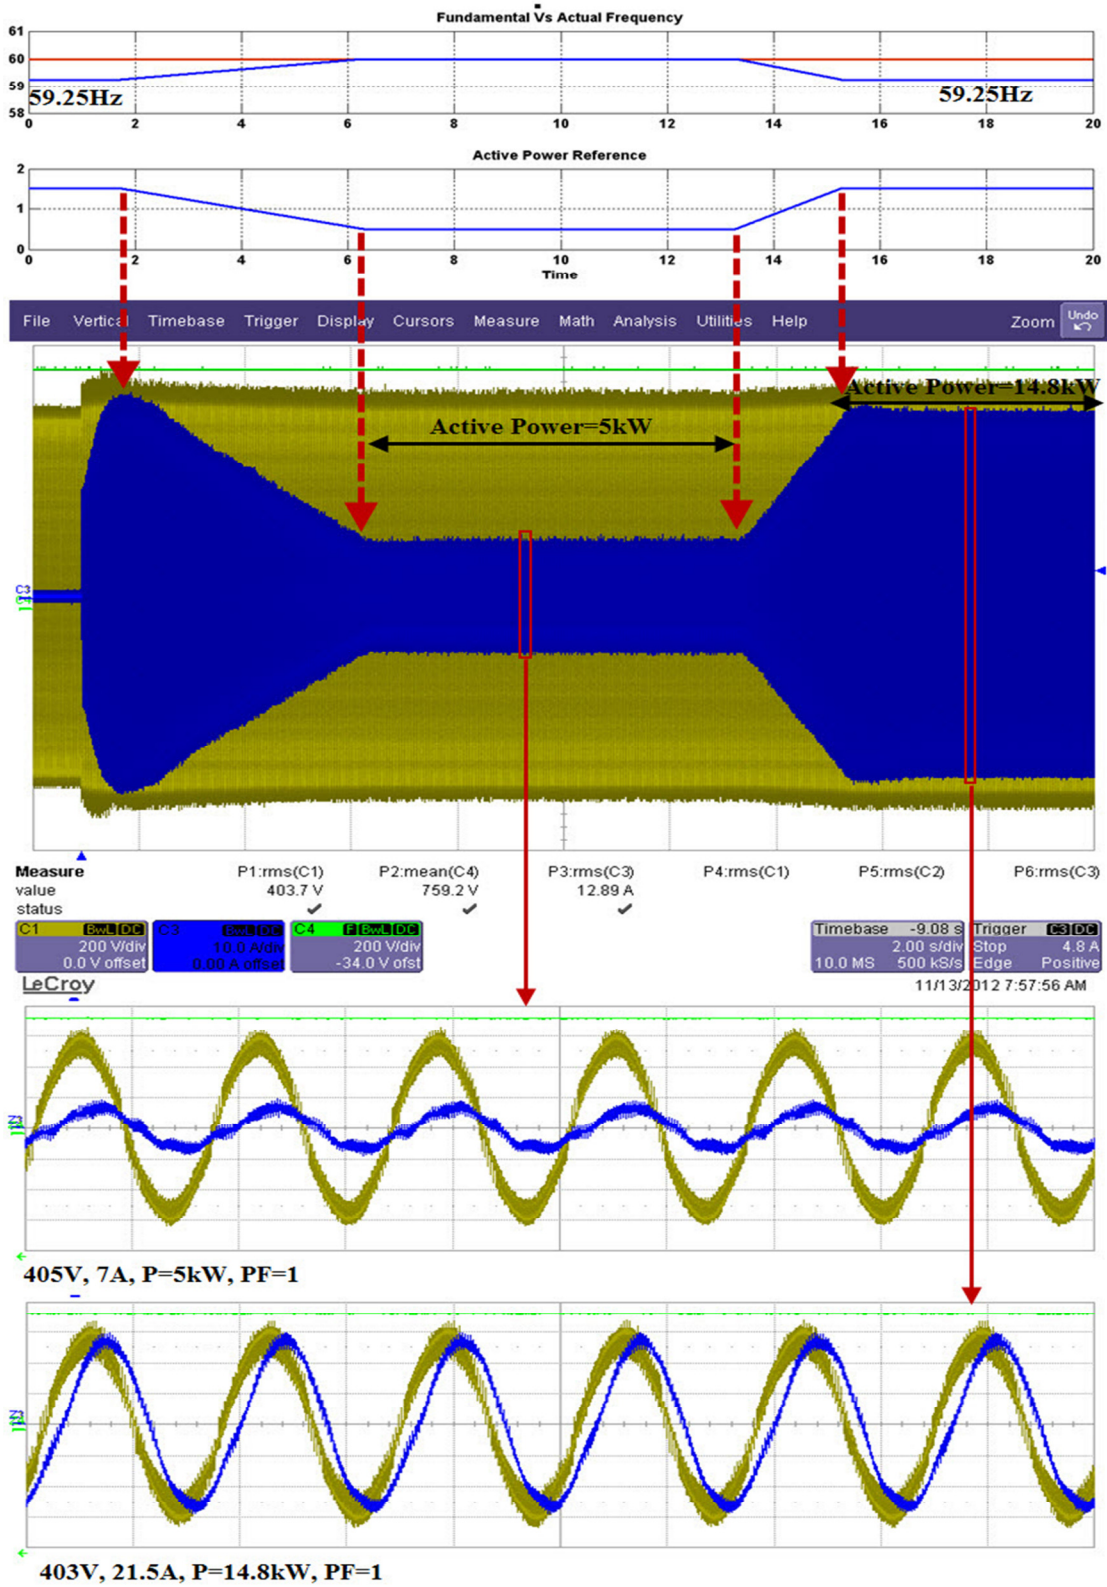 Fundamental Vs Actual Frequency
61
60
59
58
59.25Hz
59.25Hz
0 2 4 6 8 10 12 14 16 18 20
Active Power Reference
2
1
0
0 2 4 6 8 10 12 14 16 18 20
Time
File Vertical Timebase Trigger Display Cursors Measure Math Analysis Utilities Help Zoom Undo
Active Power=14.8kW
Active Power=5kW
C3
C4
Measure P1:rms(C1) P2:mean(C4) P3:rms(C3) P4:rms(C1) P5:rms(C2) P6:rms(C3)
value 403.7 V 759.2 V 12.89 A
status
C1 BwL DC C3 BwL DC C4 F BwL DC Timebase -9.08 s Trigger C3 DC
200 V/div 10.0 A/div 200 V/div 2.00 s/div Stop 4.8 A
0.0 V offset 0.00 A offset -34.0 V ofst 10.0 MS 500 kS/s Edge Positive
LeCroy 11/13/2012 7:57:56 AM
Z3
405V, 7A, P=5kW, PF=1
Z3
403V, 21.5A, P=14.8kW, PF=1